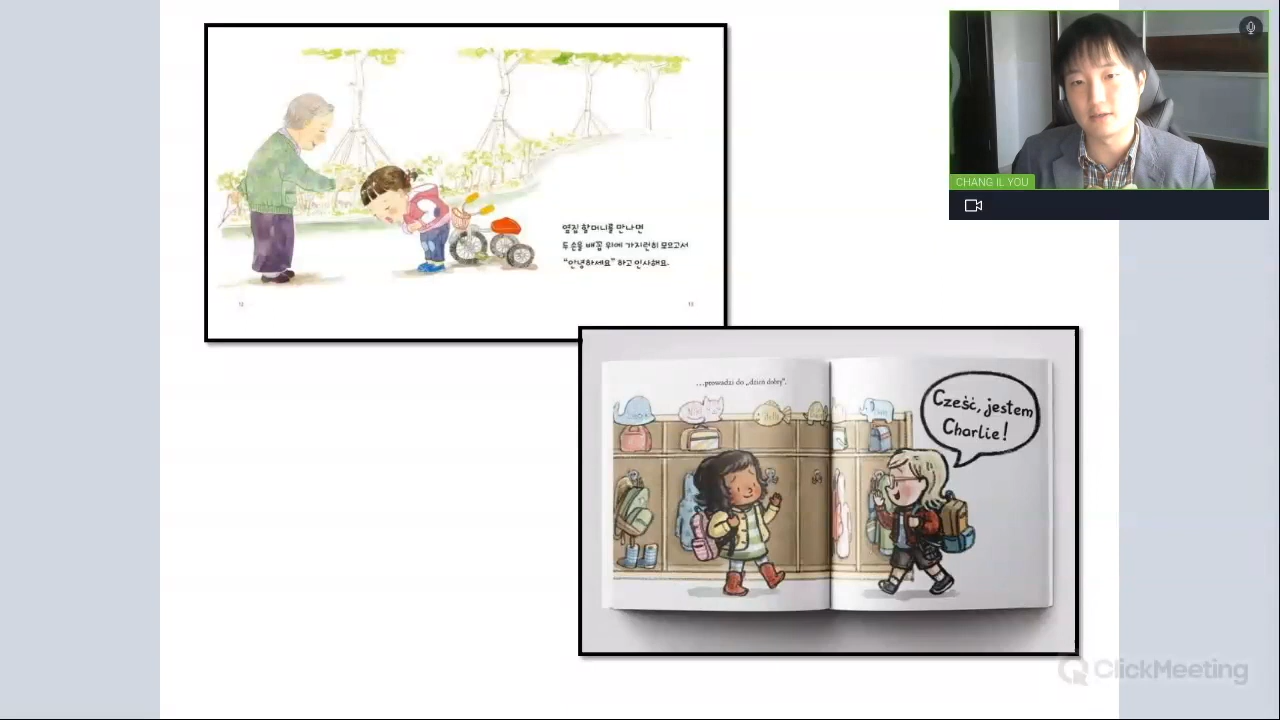 CHANG IL YOU
옆집 할머니를 만나면
두 손을 배꼽 위에 가지런히 모으고서
“안녕하세요” 하고 인사해요.
12
13
...prowadzi do „dzień dobry”.
Cześć, jestem
Charlie!
ClickMeeting